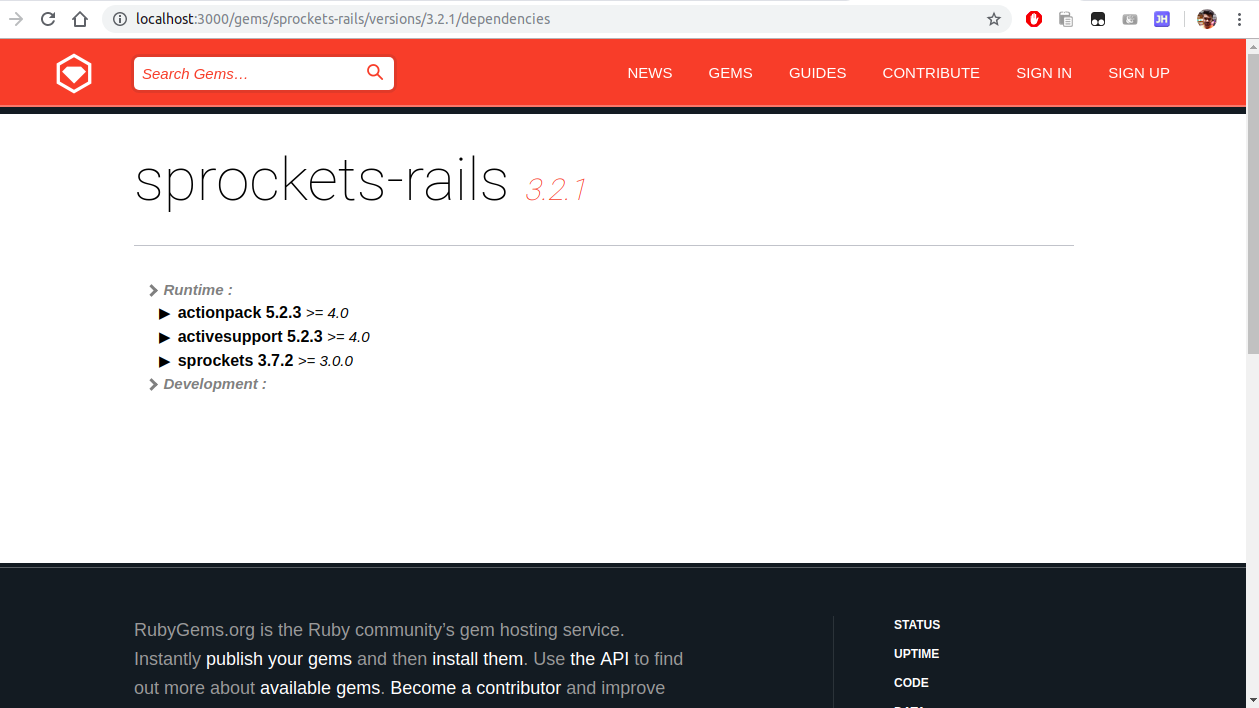 localhost:3000/gems/sprockets-rails/versions/3.2.1/dependencies
JH
Search Gems…
NEWS GEMS GUIDES CONTRIBUTE SIGN IN SIGN UP
sprockets-rails 3.2.1
Runtime :
▶ actionpack 5.2.3 >= 4.0
▶ activesupport 5.2.3 >= 4.0
▶ sprockets 3.7.2 >= 3.0.0
Development :
RubyGems.org is the Ruby community’s gem hosting service.
Instantly publish your gems and then install them. Use the API to find
out more about available gems. Become a contributor and improve
STATUS
UPTIME
CODE